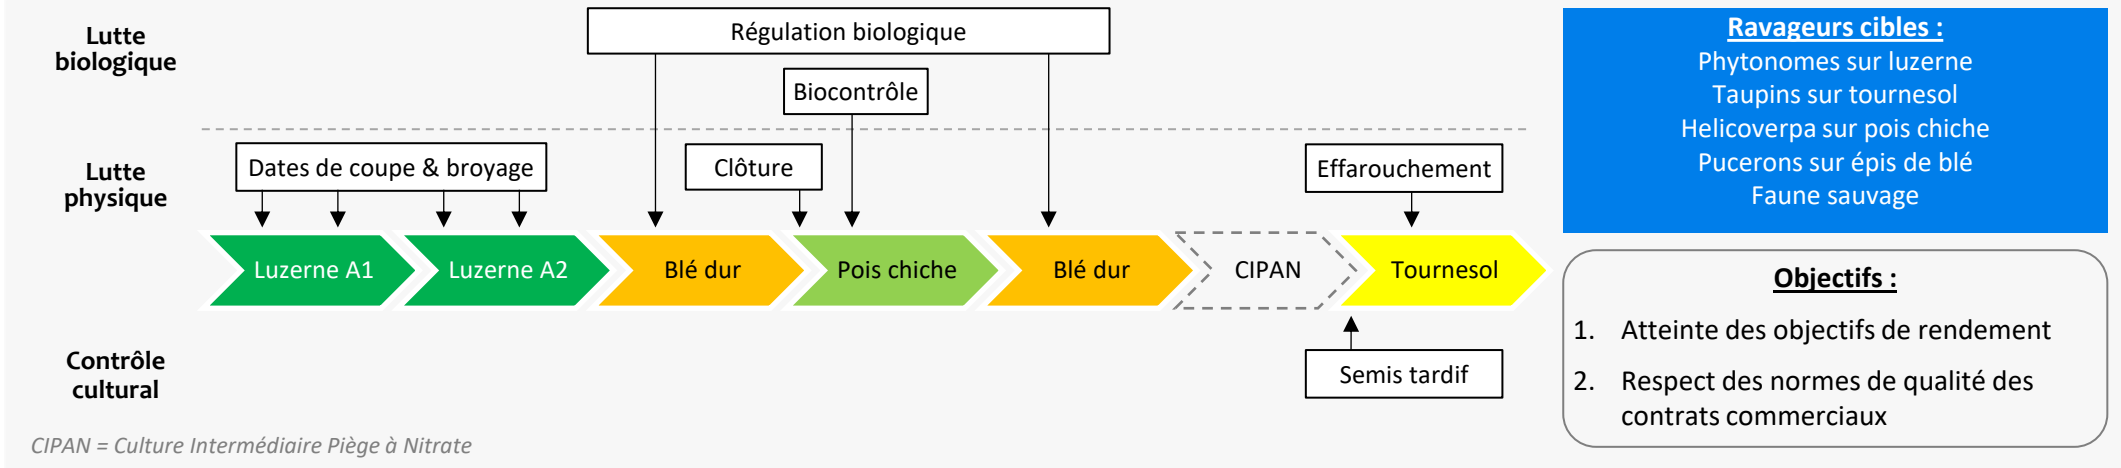 Lutte
biologique
Régulation biologique
Biocontrôle
Lutte
physique
Dates de coupe & broyage
Clôture
Effarouchement
Luzerne A1
Luzerne A2
Blé dur
Pois chiche
Blé dur
CIPAN
Tournesol
Contrôle
cultural
Semis tardif
CIPAN = Culture Intermédiaire Piège à Nitrate
Ravageurs cibles :
Phytonomes sur luzerne
Taupins sur tournesol
Helicoverpa sur pois chiche
Pucerons sur épis de blé
Faune sauvage
Objectifs :
1. Atteinte des objectifs de rendement
2. Respect des normes de qualité des
contrats commerciaux